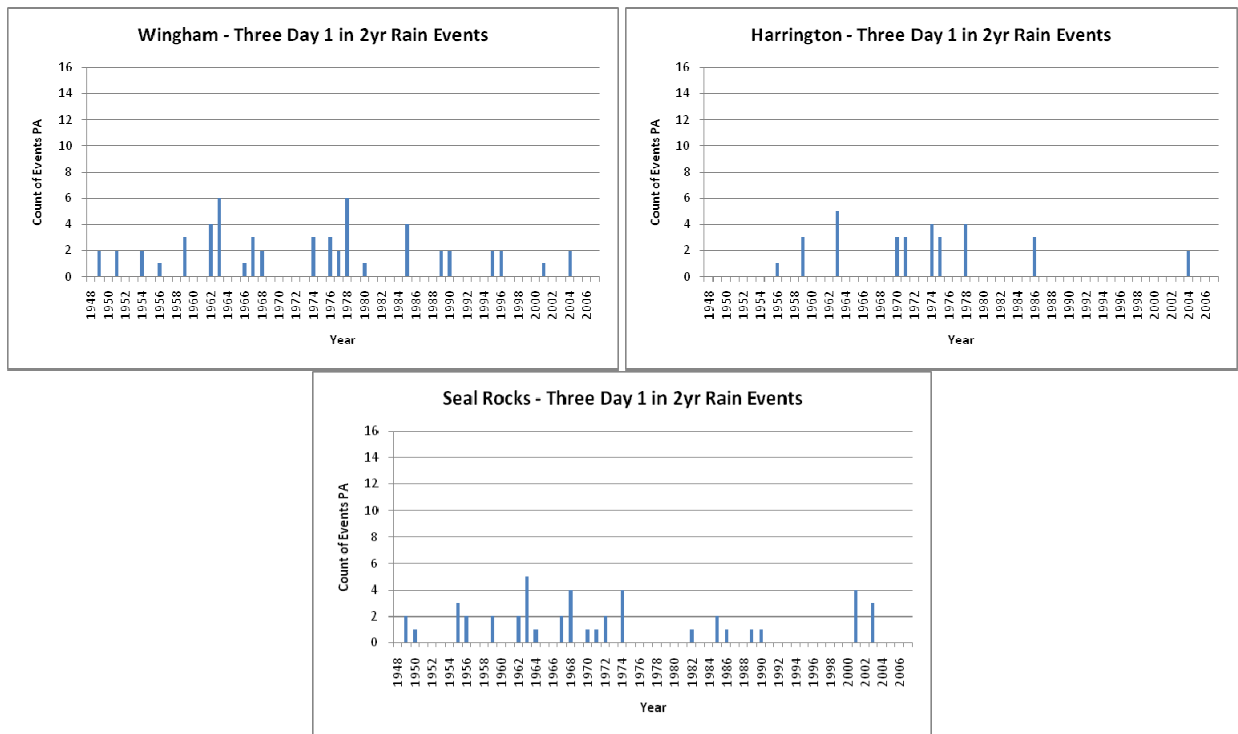 Wingham - Three Day 1 in 2yr Rain Events
16
14
12
10
8
6
4
2
0
Count of Events PA
1948 1950 1952 1954 1956 1958 1960 1962 1964 1966 1968 1970 1972 1974 1976 1978 1980 1982 1984 1986 1988 1990 1992 1994 1996 1998 2000 2002 2004 2006
Year
Harrington - Three Day 1 in 2yr Rain Events
16
14
12
10
8
6
4
2
0
Count of Events PA
1948 1950 1952 1954 1956 1958 1960 1962 1964 1966 1968 1970 1972 1974 1976 1978 1980 1982 1984 1986 1988 1990 1992 1994 1996 1998 2000 2002 2004 2006
Year
Seal Rocks - Three Day 1 in 2yr Rain Events
16
14
12
10
8
6
4
2
0
Count of Events PA
1948 1950 1952 1954 1956 1958 1960 1962 1964 1966 1968 1970 1972 1974 1976 1978 1980 1982 1984 1986 1988 1990 1992 1994 1996 1998 2000 2002 2004 2006
Year